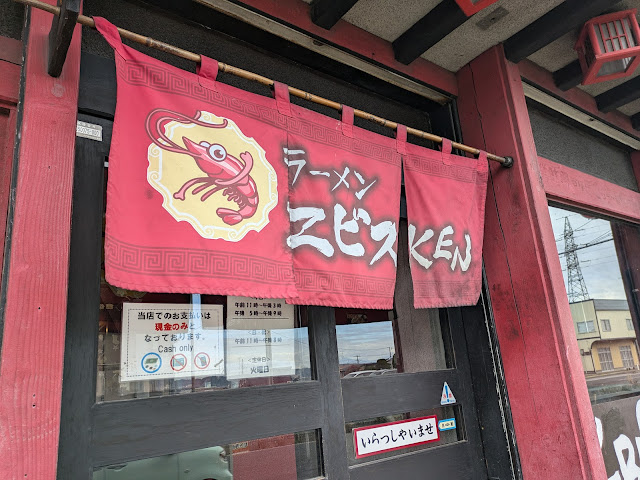 ラーメン
ヱビスKEN
当店でのお支払いは
現金のみと
なっております。
Cash only
午前11時~午後3時
午後5時~午後9時
定休日
火曜日
いらっしゃいませ